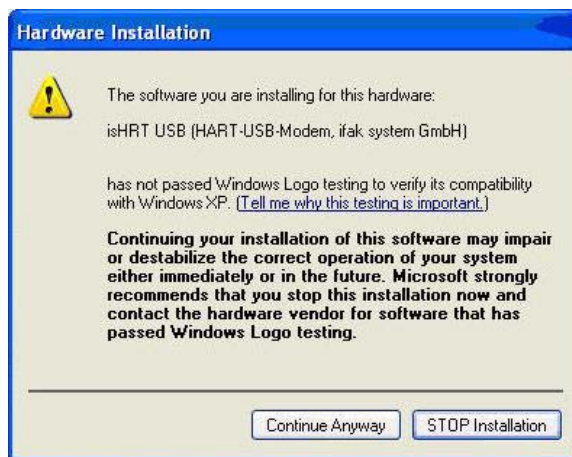 Hardware Installation
The software you are installing for this hardware:
isHRT USB (HART-USB-Modem, ifak system GmbH)
has not passed Windows Logo testing to verify its compatibility
with Windows XP. (Tell me why this testing is important.)
Continuing your installation of this software may impair
or destabilize the correct operation of your system
either immediately or in the future. Microsoft strongly
recommends that you stop this installation now and
contact the hardware vendor for software that has
passed Windows Logo testing.
Continue Anyway
STOP Installation